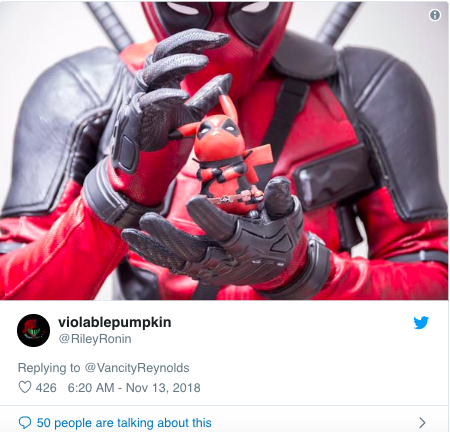 violablepumpkin
@RileyRonin
Replying to @VancityReynolds
426 6:20 AM - Nov 13, 2018
50 people are talking about this